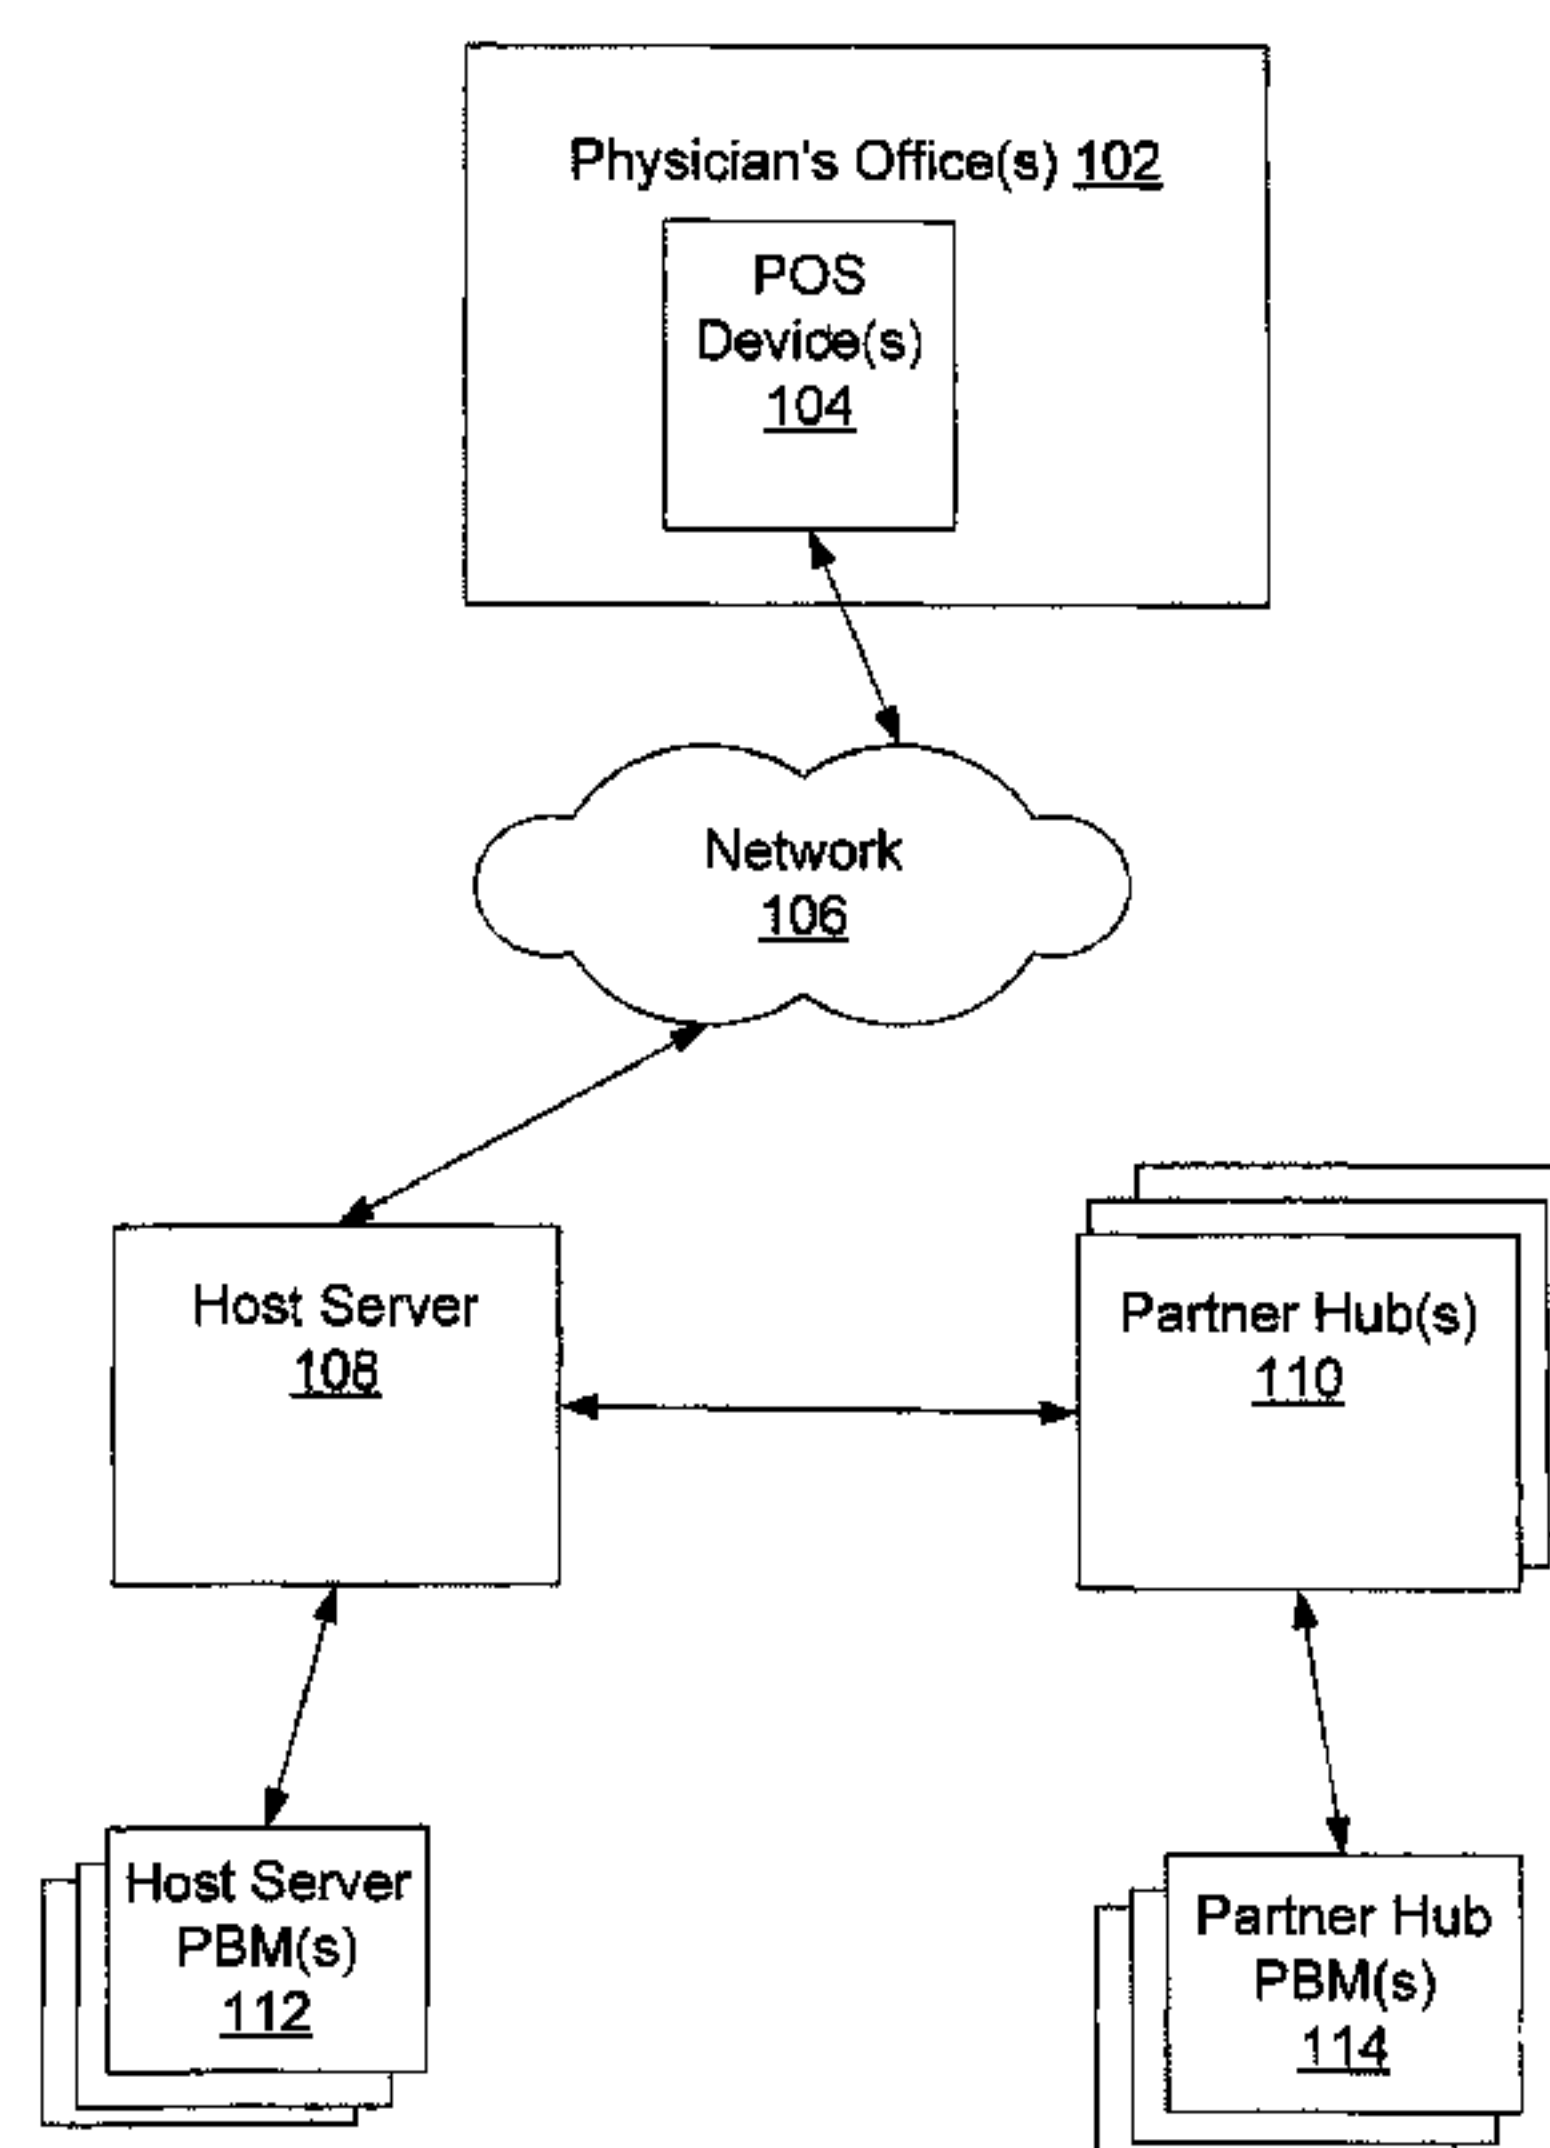 Physician's Office(s) 102
POS
Device(s)
104
Network
106
Host Server
108
Partner Hub(s)
110
Host Server
PBM(s)
112
Partner Hub
PBM(s)
114